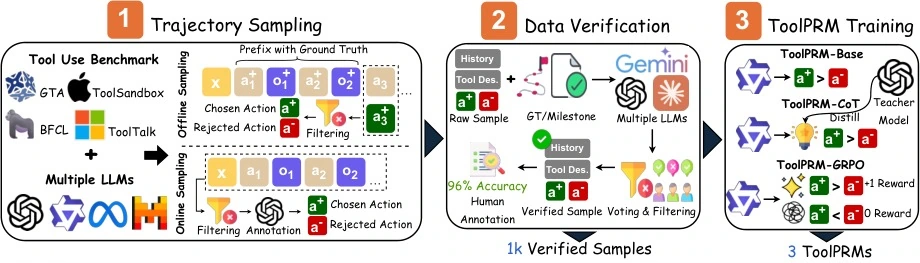 1 Trajectory Sampling
Tool Use Benchmark
GTA
ToolSandbox
BFCL
ToolTalk
+
Multiple LLMs
Offline Sampling
Prefix with Ground Truth
x a₁⁺ o₁⁺ a₂⁺ o₂⁺ a₃ ...
Chosen Action a⁺
Rejected Action a⁻
Filtering
a₃⁺
Online Sampling
x a₁ o₁ a₂ o₂ ...
Filtering
Annotation
a⁺ Chosen Action
a⁻ Rejected Action
2 Data Verification
History
Tool Des.
a⁺ a⁻
Raw Sample
+
GT/Milestone
Gemini
Multiple LLMs
96% Accuracy
Human
Annotation
History
Tool Des.
a⁺ a⁻
Verified Sample
Voting & Filtering
1k Verified Samples
3 ToolPRM Training
ToolPRM-Base
a⁺ > a⁻
ToolPRM-CoT
Distill
a⁺ > a⁻
Teacher
Model
ToolPRM-GRPO
a⁺ > a⁻ +1 Reward
a⁺ < a⁻ 0 Reward
3 ToolPRMs